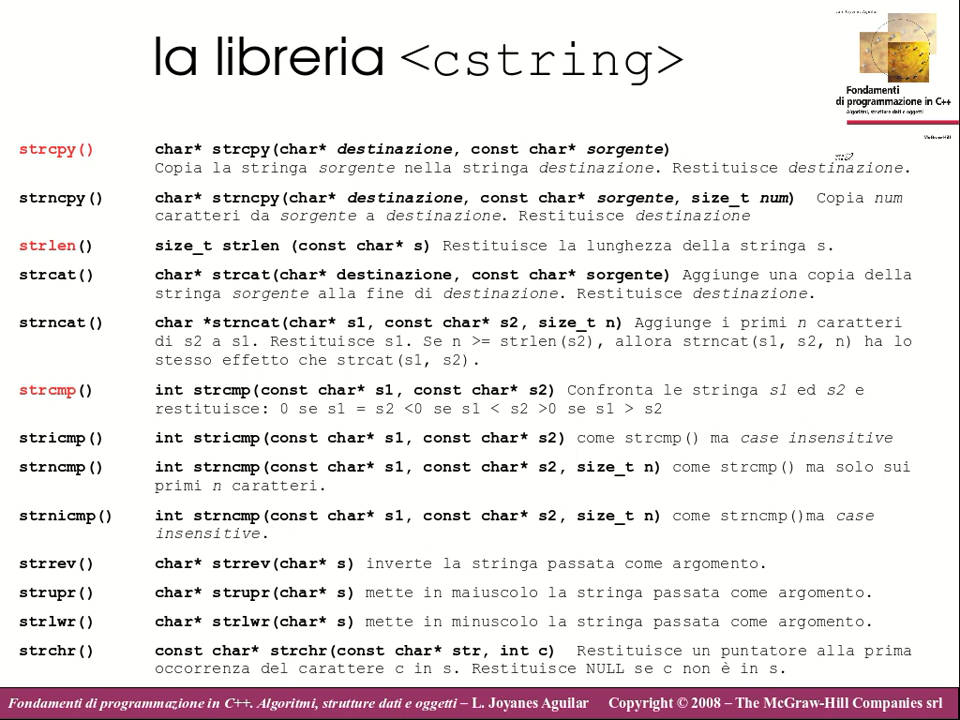 la libreria <cstring>
Fondamenti
di programmazione in C++
Algoritmi, strutture dati e oggetti
McGraw-Hill
strcpy() char* strcpy(char* destinazione, const char* sorgente)
Copia la stringa sorgente nella stringa destinazione. Restituisce destinazione.
strncpy() char* strncpy(char* destinazione, const char* sorgente, size_t num) Copia num
caratteri da sorgente a destinazione. Restituisce destinazione
strlen() size_t strlen (const char* s) Restituisce la lunghezza della stringa s.
strcat() char* strcat(char* destinazione, const char* sorgente) Aggiunge una copia della
stringa sorgente alla fine di destinazione. Restituisce destinazione.
strncat() char *strncat(char* s1, const char* s2, size_t n) Aggiunge i primi n caratteri
di s2 a s1. Restituisce s1. Se n >= strlen(s2), allora strncat(s1, s2, n) ha lo
stesso effetto che strcat(s1, s2).
strcmp() int strcmp(const char* s1, const char* s2) Confronta le stringa s1 ed s2 e
restituisce: 0 se s1 = s2 <0 se s1 < s2 >0 se s1 > s2
stricmp() int stricmp(const char* s1, const char* s2) come strcmp() ma case insensitive
strncmp() int strncmp(const char* s1, const char* s2, size_t n) come strcmp() ma solo sui
primi n caratteri.
strnicmp() int strncmp(const char* s1, const char* s2, size_t n) come strncmp()ma case
insensitive.
strrev() char* strrev(char* s) inverte la stringa passata come argomento.
strupr() char* strupr(char* s) mette in maiuscolo la stringa passata come argomento.
strlwr() char* strlwr(char* s) mette in minuscolo la stringa passata come argomento.
strchr() const char* strchr(const char* str, int c) Restituisce un puntatore alla prima
occorrenza del carattere c in s. Restituisce NULL se c non è in s.
Fondamenti di programmazione in C++. Algoritmi, strutture dati e oggetti – L. Joyanes Aguilar Copyright © 2008 – The McGraw-Hill Companies srl